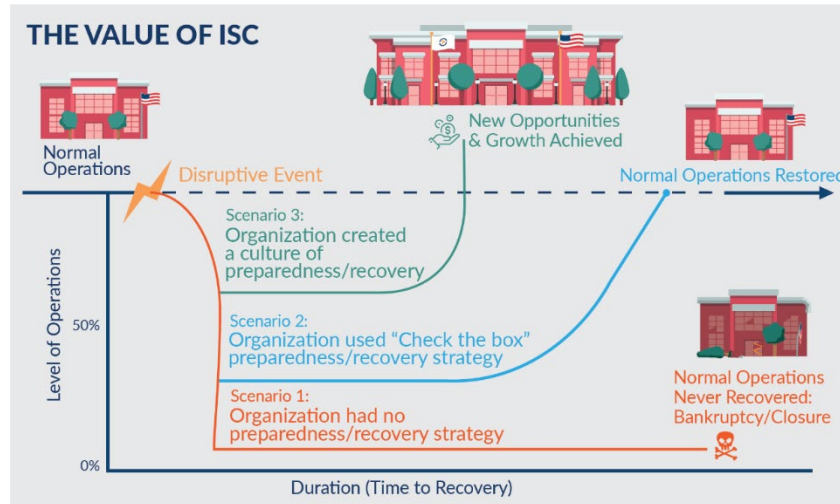 THE VALUE OF ISC
Normal
Operations
Disruptive Event
New Opportunities
& Growth Achieved
Normal Operations Restored
Scenario 3:
Organization created
a culture of
preparedness/recovery
Level of Operations
50%
Scenario 2:
Organization used “Check the box”
preparedness/recovery strategy
Scenario 1:
Organization had no
preparedness/recovery strategy
Normal Operations
Never Recovered:
Bankruptcy/Closure
0%
Duration (Time to Recovery)